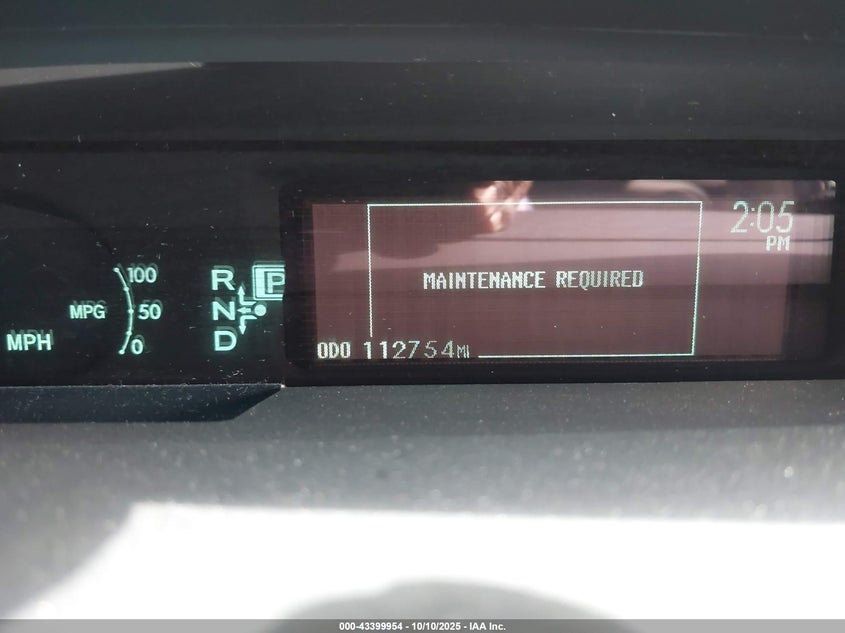 2:05
PM
100
R P
MPG 50
N
MAINTENANCE REQUIRED
MPH
0
D
ODO 112754MI
000-43399954 - 10/10/2025 - IAA Inc.